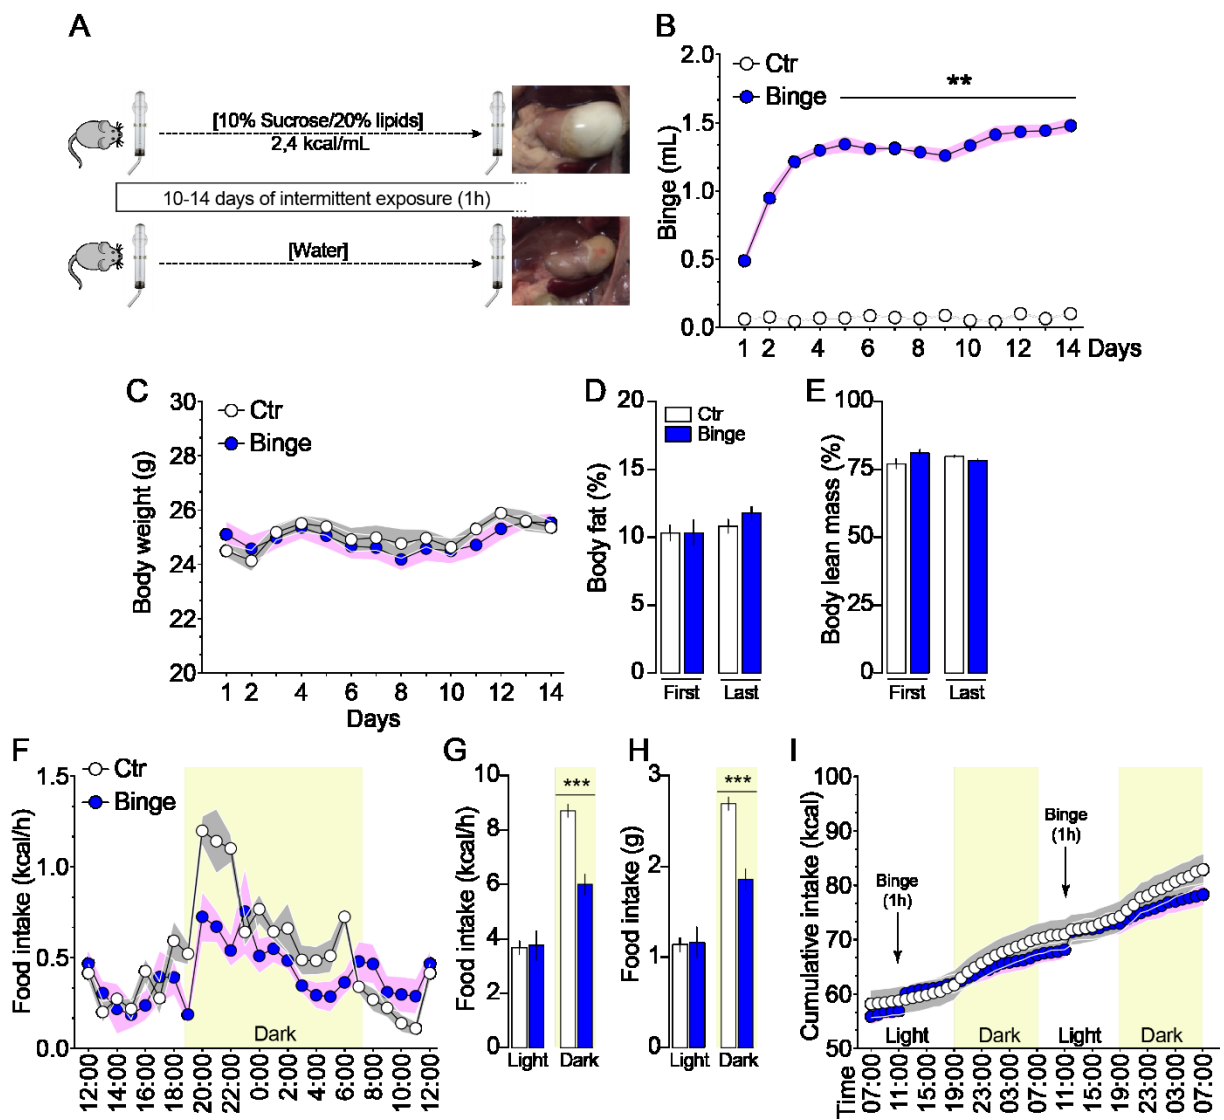 A
[10% Sucrose/20% lipids]
2,4 kcal/mL
10-14 days of intermittent exposure (1h)
[Water]
B
Ctr
Binge
**
Binge (mL)
2.0
1.5
1.0
0.5
0.0
1 2 4 6 8 10 12 14 Days
C
Ctr
Binge
Body weight (g)
30
28
26
24
22
20
1 2 4 6 8 10 12 14
Days
D
Ctr
Binge
Body fat (%)
20
15
10
5
0
First Last
E
Body lean mass (%)
100
75
50
25
0
First Last
F
Ctr
Binge
Food intake (kcal/h)
1.5
1.0
0.5
0.0
Dark
12:00 14:00 16:00 18:00 20:00 22:00 0:00 2:00 4:00 6:00 8:00 10:00 12:00
G
***
Food intake (kcal/h)
10
8
6
4
2
0
Light Dark
H
***
Food intake (g)
3
2
1
0
Light Dark
I
Cumulative intake (kcal)
100
90
80
70
60
50
Binge
(1h)
Binge
(1h)
Light Dark Light Dark
Time 07:00 11:00 15:00 19:00 23:00 03:00 07:00 11:00 15:00 19:00 23:00 03:00 07:00